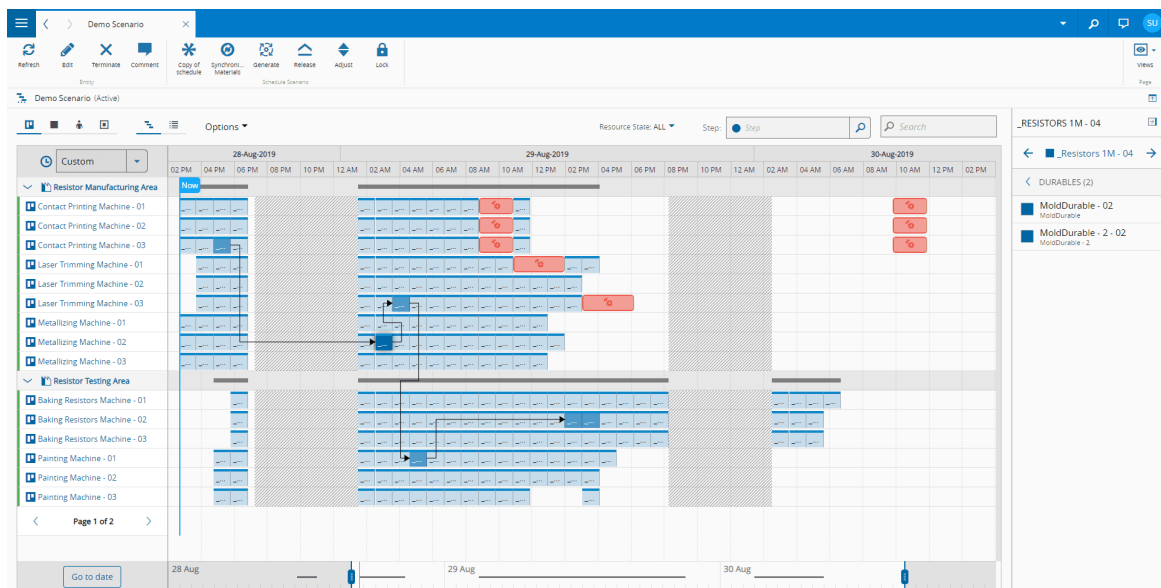 Demo Scenario
SU
Refresh Edit Terminate Comment Copy of schedule Synchroni... Materials Generate Release Adjust Lock Views
Entity Schedule Scenario Page
Demo Scenario (Active)
Options Resource State: ALL Step: Step Search
_RESISTORS 1M - 04
Custom
28-Aug-2019 29-Aug-2019 30-Aug-2019
02 PM 04 PM 06 PM 08 PM 10 PM 12 AM 02 AM 04 AM 06 AM 08 AM 10 AM 12 PM 02 PM 04 PM 06 PM 08 PM 10 PM 12 AM 02 AM 04 AM 06 AM 08 AM 10 AM 12 PM 02 PM
_Resistors 1M - 04
DURABLES (2)
MoldDurable - 02
MoldDurable
MoldDurable - 2 - 02
MoldDurable - 2
Now
Resistor Manufacturing Area
Contact Printing Machine - 01
Contact Printing Machine - 02
Contact Printing Machine - 03
Laser Trimming Machine - 01
Laser Trimming Machine - 02
Laser Trimming Machine - 03
Metallizing Machine - 01
Metallizing Machine - 02
Metallizing Machine - 03
Resistor Testing Area
Baking Resistors Machine - 01
Baking Resistors Machine - 02
Baking Resistors Machine - 03
Painting Machine - 01
Painting Machine - 02
Painting Machine - 03
Page 1 of 2
Go to date
28 Aug 29 Aug 30 Aug